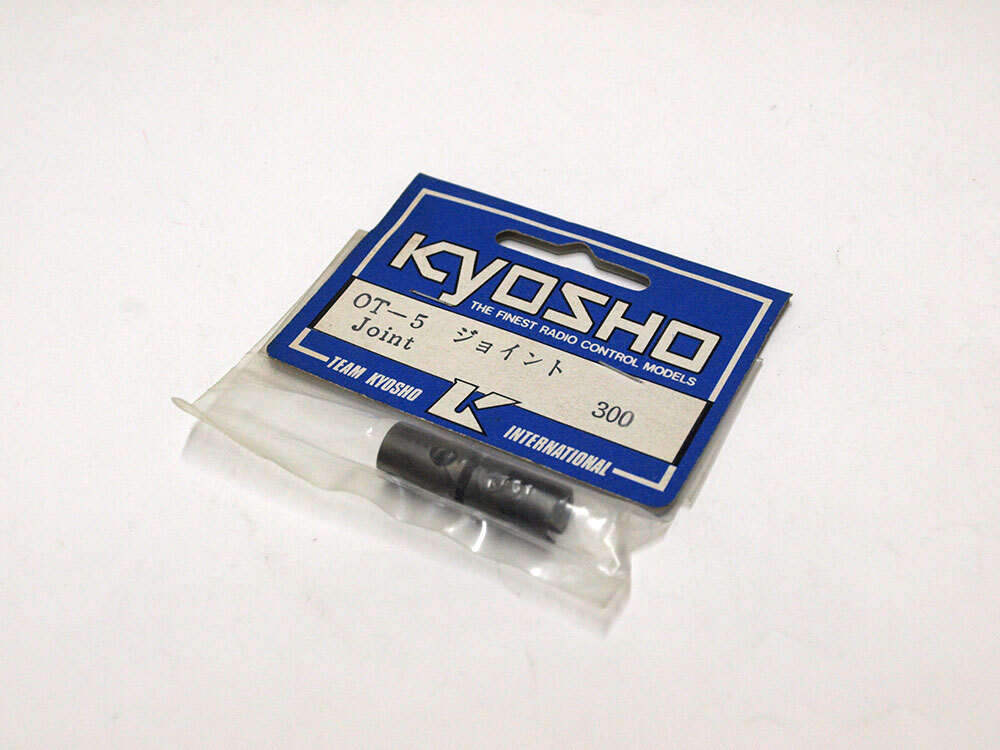 KYOSHO
THE FINEST RADIO CONTROL MODELS
OT-5 ジョイント
Joint
300
TEAM KYOSHO
INTERNATIONAL